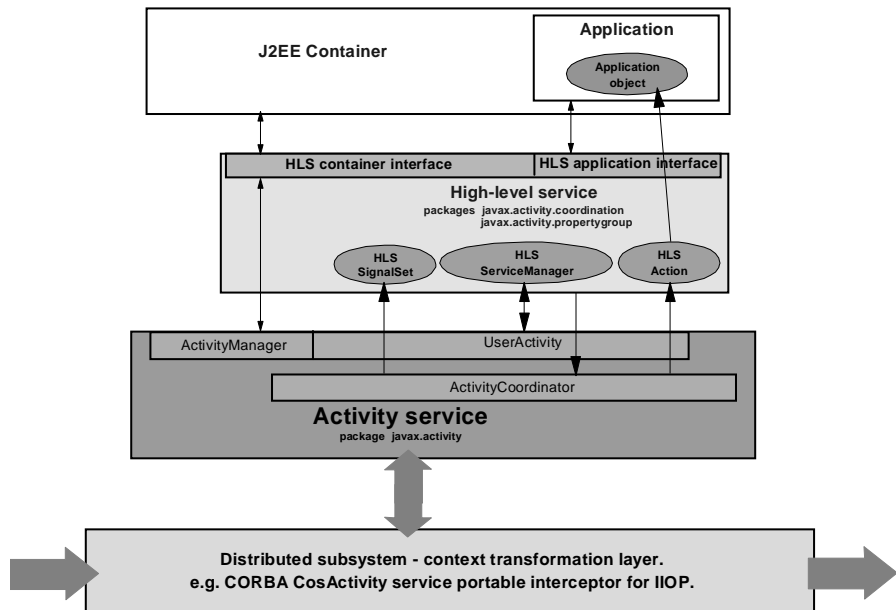 Application
J2EE Container
Application
object
HLS container interface
HLS application interface
High-level service
packages javax.activity.coordination
javax.activity.propertygroup
HLS
SignalSet
HLS
ServiceManager
HLS
Action
ActivityManager
UserActivity
ActivityCoordinator
Activity service
package javax.activity
Distributed subsystem - context transformation layer.
e.g. CORBA CosActivity service portable interceptor for IIOP.